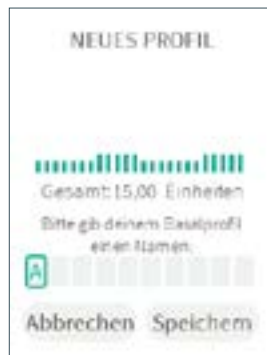 NEUES PROFIL
Gesamt: 15,00 Einheiten
Bitte gib deinem Basalprofil
einen Namen.
A
Abbrechen Speichern